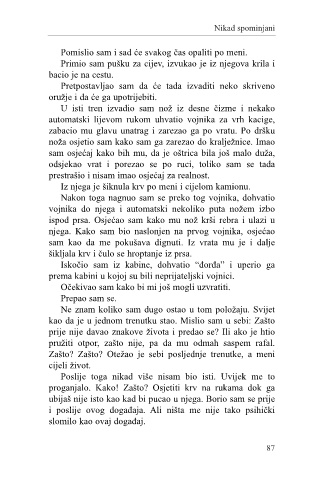 Nikad spominjani
Pomislio sam i sad će svakog čas opaliti po meni.
Primio sam pušku za cijev, izvukao je iz njegova krila i
bacio je na cestu.
Pretpostavljao sam da će tada izvaditi neko skriveno
oružje i da će ga upotrijebiti.
U isti tren izvadio sam nož iz desne čizme i nekako
automatski lijevom rukom uhvatio vojnika za vrh kacige,
zabacio mu glavu unatrag i zarezao ga po vratu. Po dršku
noža osjetio sam kako sam ga zarezao do kralježnice. Imao
sam osjećaj kako bih mu, da je oštrica bila još malo duža,
odsjekao vrat i porezao se po ruci, toliko sam se tada
prestrašio i nisam imao osjećaj za realnost.
Iz njega je šiknula krv po meni i cijelom kamionu.
Nakon toga nagnuo sam se preko tog vojnika, dohvatio
vojnika do njega i automatski nekoliko puta nožem izbo
ispod prsa. Osjećao sam kako mu nož krši rebra i ulazi u
njega. Kako sam bio naslonjen na prvog vojnika, osjećao
sam kao da me pokušava dignuti. Iz vrata mu je i dalje
šikljala krv i čulo se hroptanje iz prsa.
Iskočio sam iz kabine, dohvatio “đorđa” i uperio ga
prema kabini u kojoj su bili neprijateljski vojnici.
Očekivao sam kako bi mi još mogli uzvratiti.
Prepao sam se.
Ne znam koliko sam dugo ostao u tom položaju. Svijet
kao da je u jednom trenutku stao. Mislio sam u sebi: Zašto
prije nije davao znakove života i predao se? Ili ako je htio
pružiti otpor, zašto nije, pa da mu odmah saspem rafal.
Zašto? Zašto? Otežao je sebi posljednje trenutke, a meni
cijeli život.
Poslije toga nikad više nisam bio isti. Uvijek me to
proganjalo. Kako! Zašto? Osjetiti krv na rukama dok ga
ubijaš nije isto kao kad bi pucao u njega. Borio sam se prije
i poslije ovog događaja. Ali ništa me nije tako psihički
slomilo kao ovaj događaj.
87